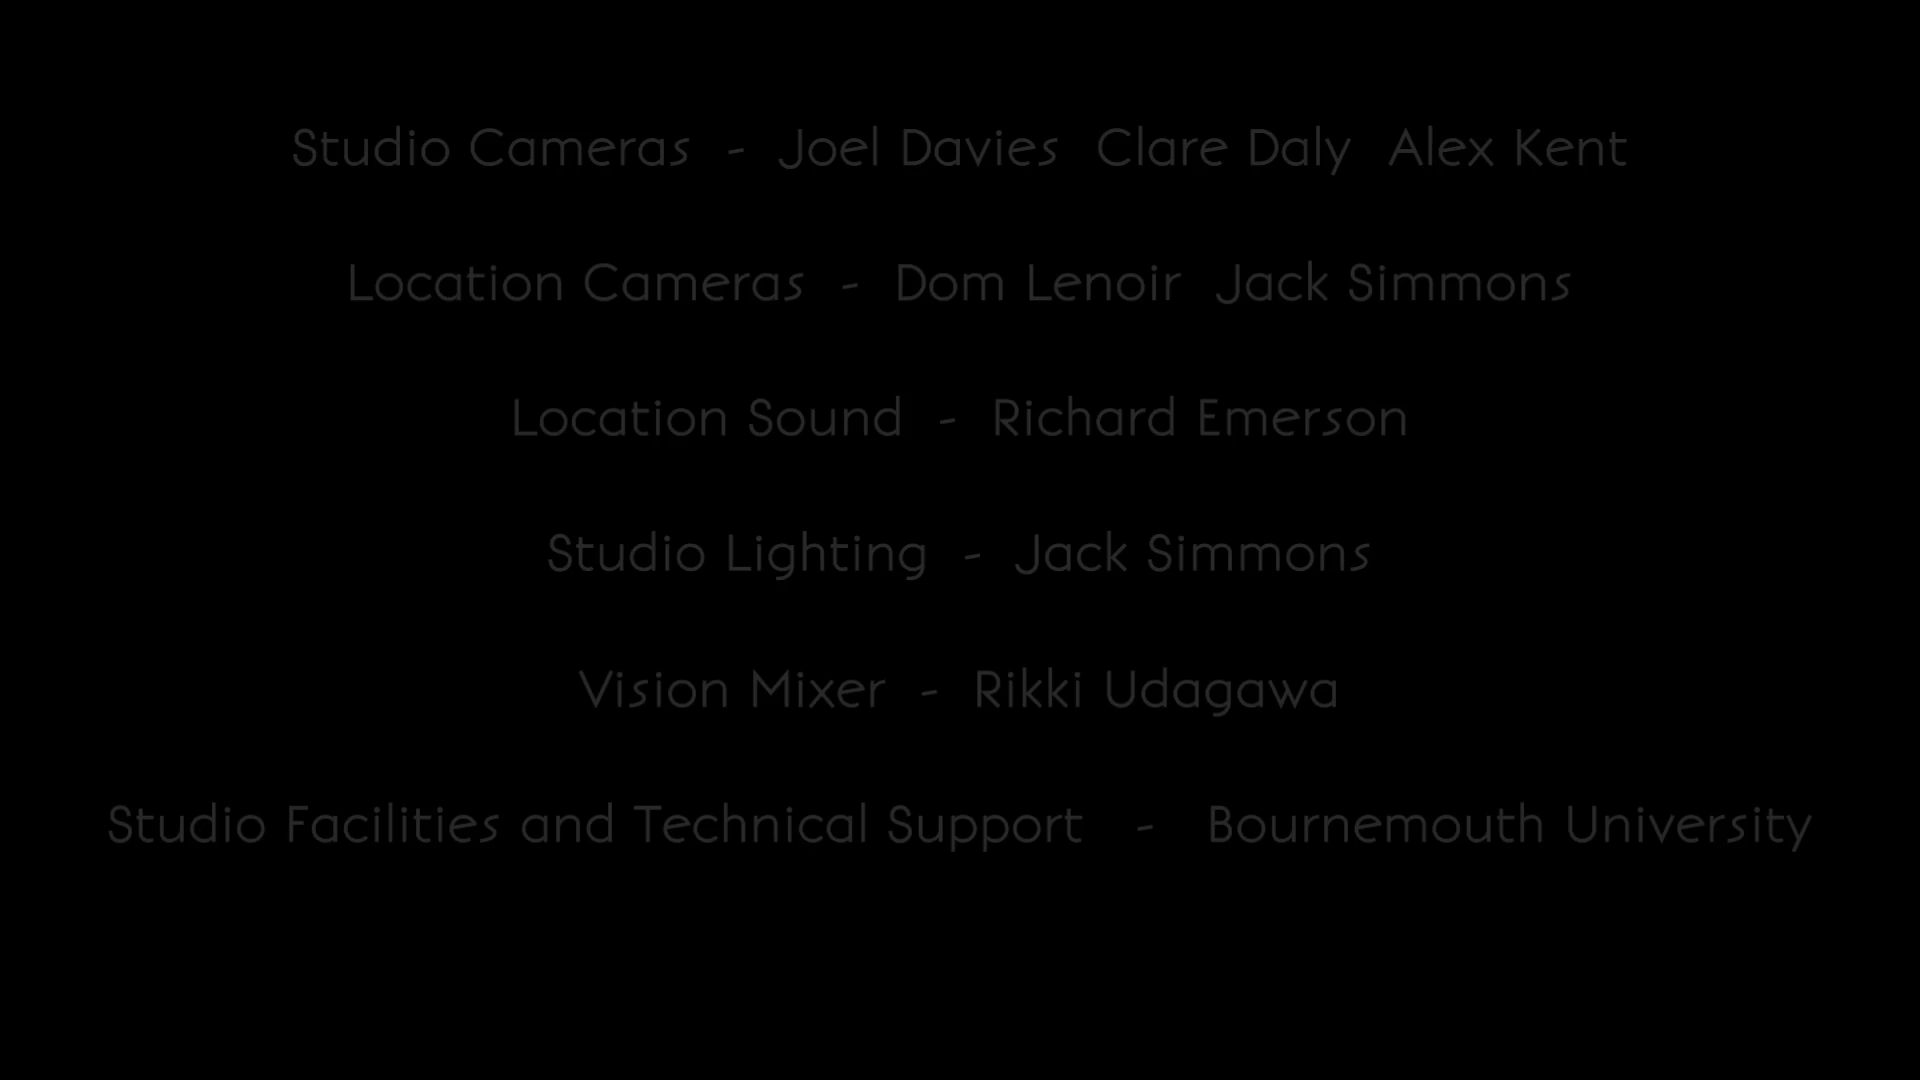 Studio Cameras - Joel Davies Clare Daly Alex Kent
Location Cameras - Dom Lenoir Jack Simmons
Location Sound - Richard Emerson
Studio Lighting - Jack Simmons
Vision Mixer - Rikki Udagawa
Studio Facilities and Technical Support - Bournemouth University